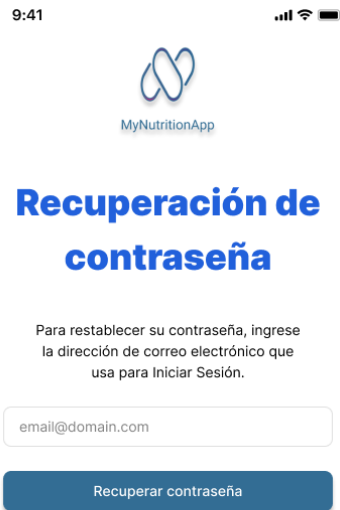 9:41
MyNutritionApp
Recuperación de
contraseña
Para restablecer su contraseña, ingrese
la dirección de correo electrónico que
usa para Iniciar Sesión.
email@domain.com
Recuperar contraseña